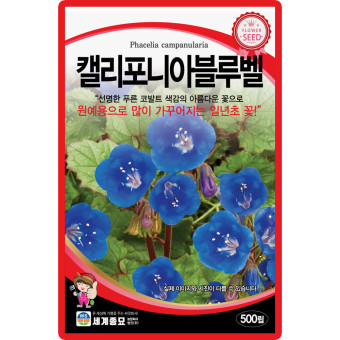 Phacelia campanularia
FLOWER
SEED
캘리포니아블루벨
"선명한 푸른 코발트 색감의 아름다운 꽃으로
원예용으로 많이 가꾸어지는 일년초 꽃!"
실제 이미지와 사진이 다를 수 있습니다
세계종묘
500립